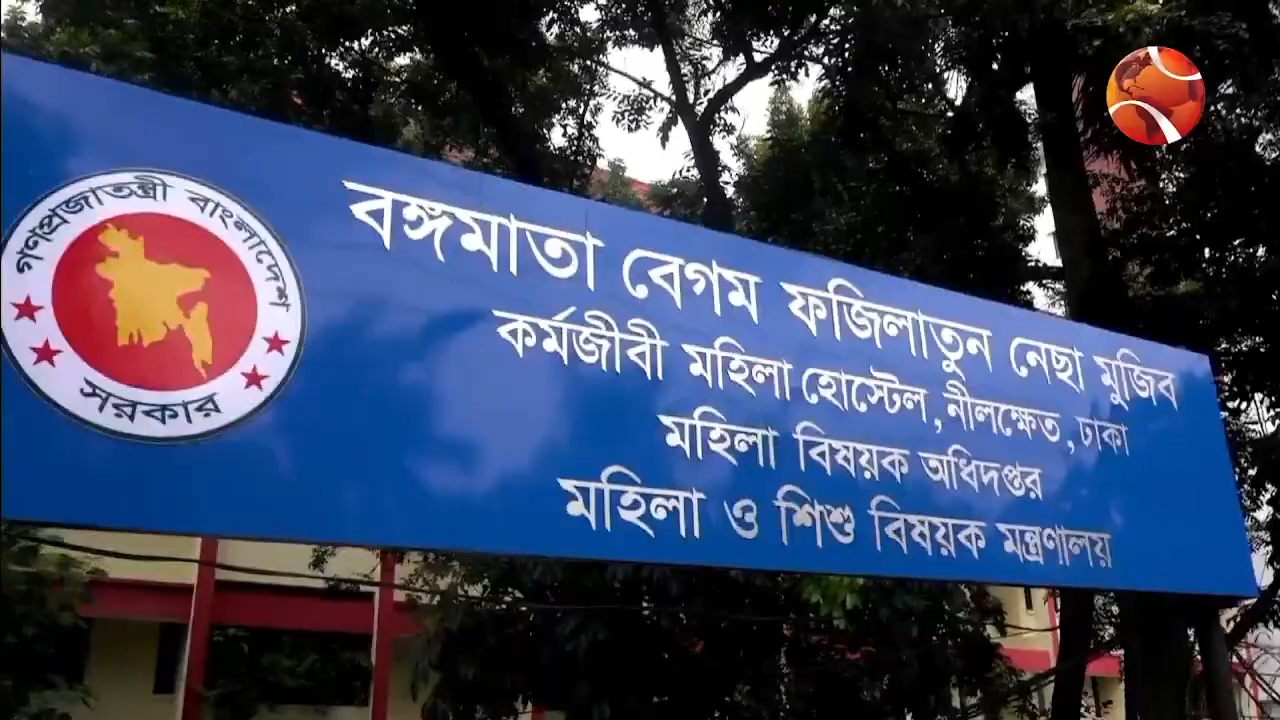 গণপ্রজাতন্ত্রী বাংলাদেশ
সরকার
বঙ্গমাতা বেগম ফজিলাতুন নেছা মুজিব
কর্মজীবী মহিলা হোস্টেল, নীলক্ষেত, ঢাকা
মহিলা বিষয়ক অধিদপ্তর
মহিলা ও শিশু বিষয়ক মন্ত্রণালয়